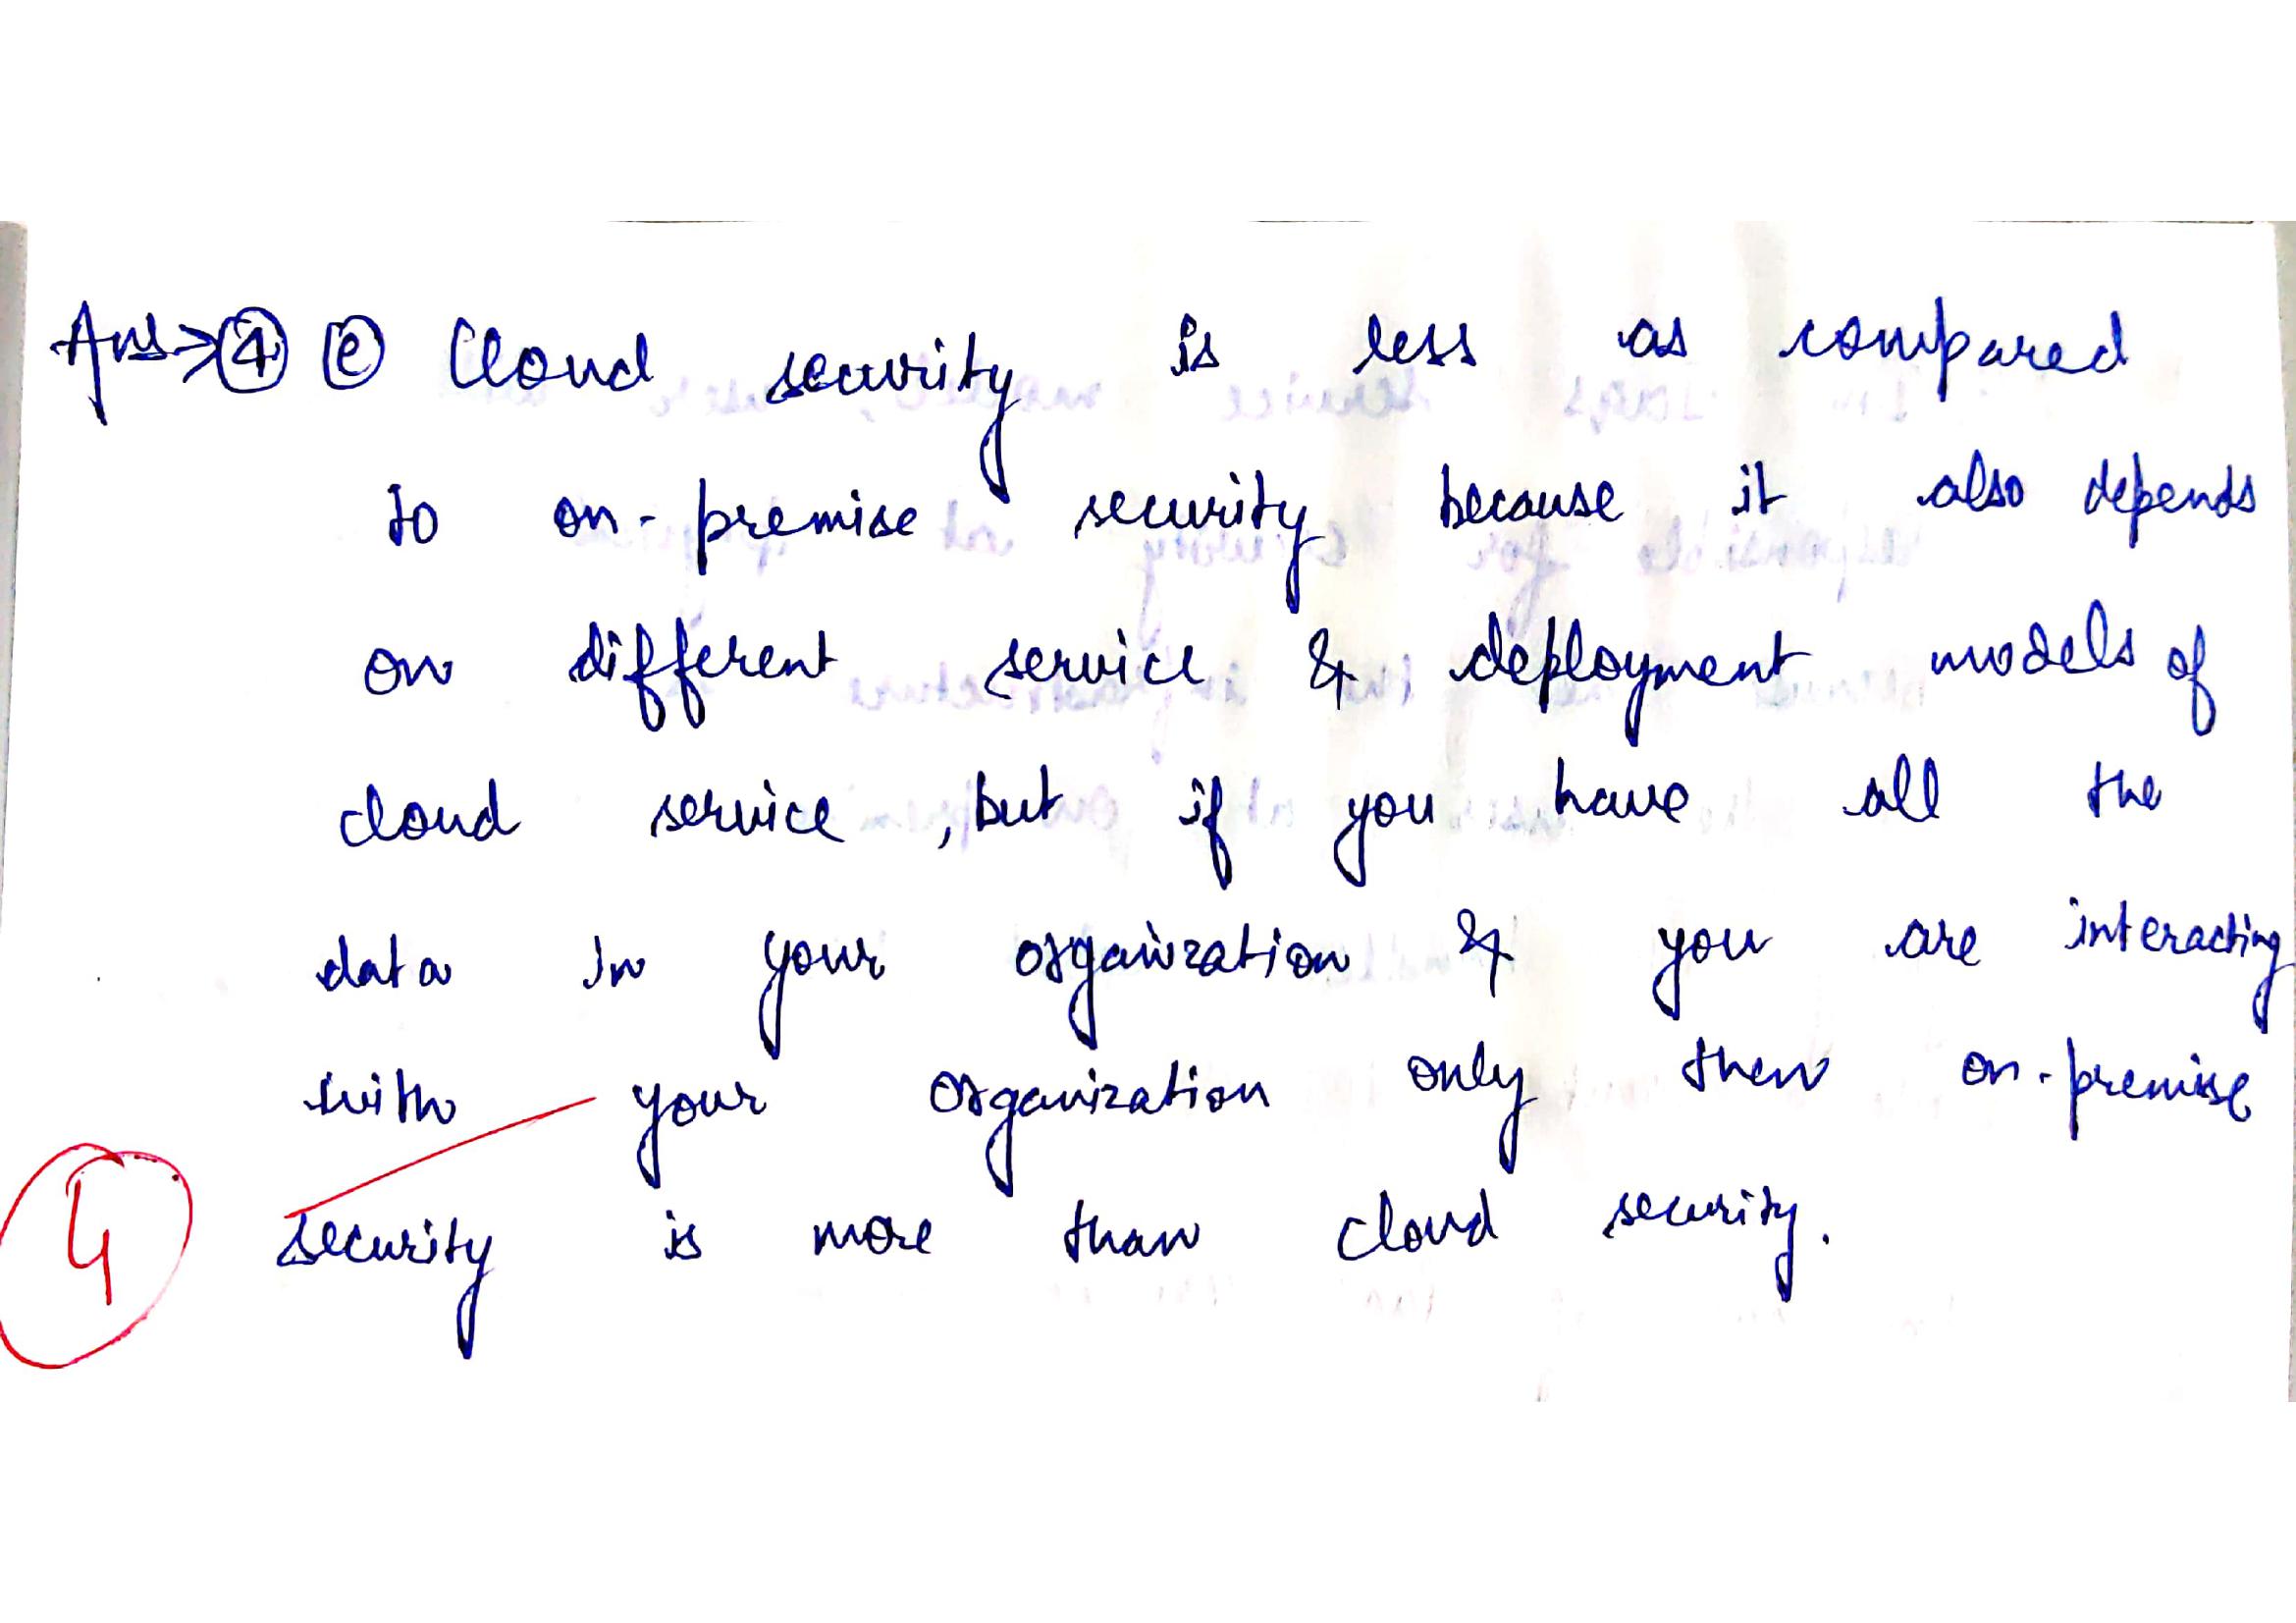 Ans→ ④ ⓔ Cloud security is less as compared
to on-premise security because it also depends
on different service & deployment models of
cloud service, but if you have all the
data in your organization & you are interacting
with your organization only then on-premise
security is more than cloud security.
4